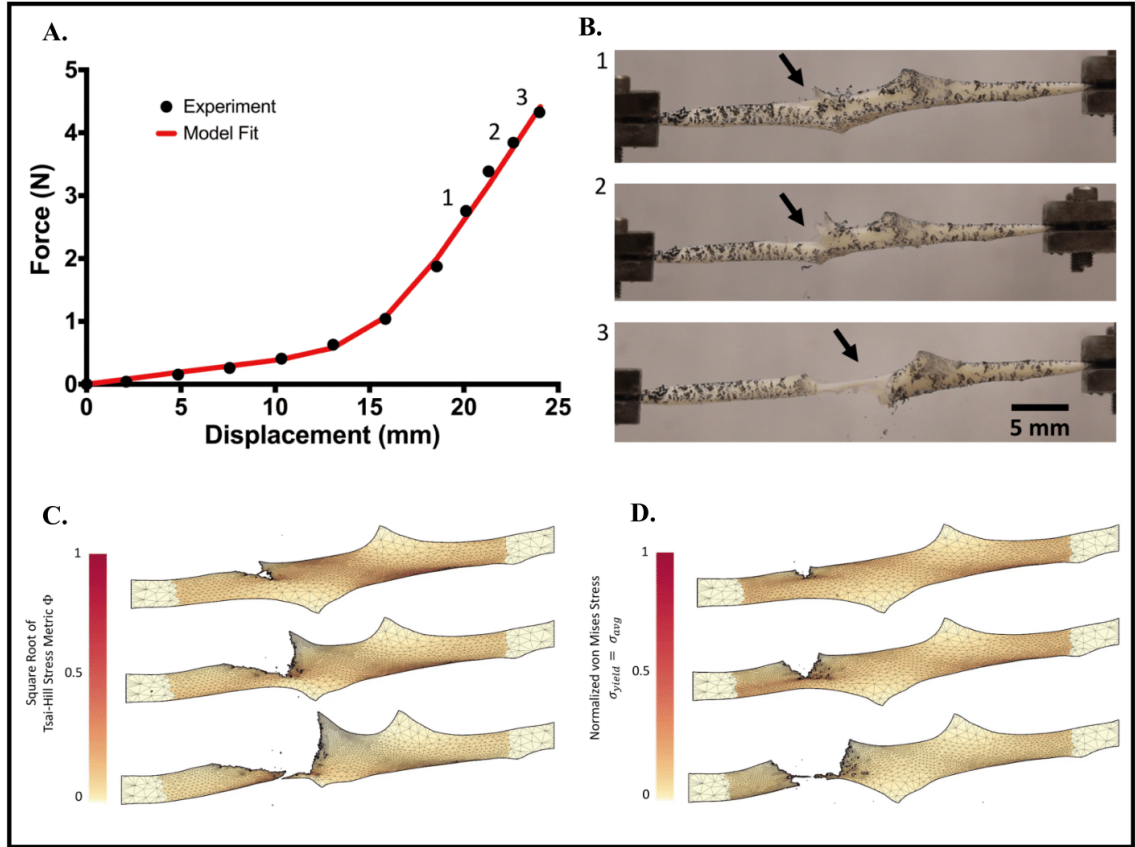 A.
5
4
3
2
1
0
Force (N)
0
5
10
15
20
25
Displacement (mm)
Experiment
Model Fit
1
2
3
B.
1
2
3
5 mm
C.
1
0.5
0
Square Root of
Tsai-Hill Stress Metric Φ
D.
1
0.5
0
Normalized von Mises Stress
σyield = σavg